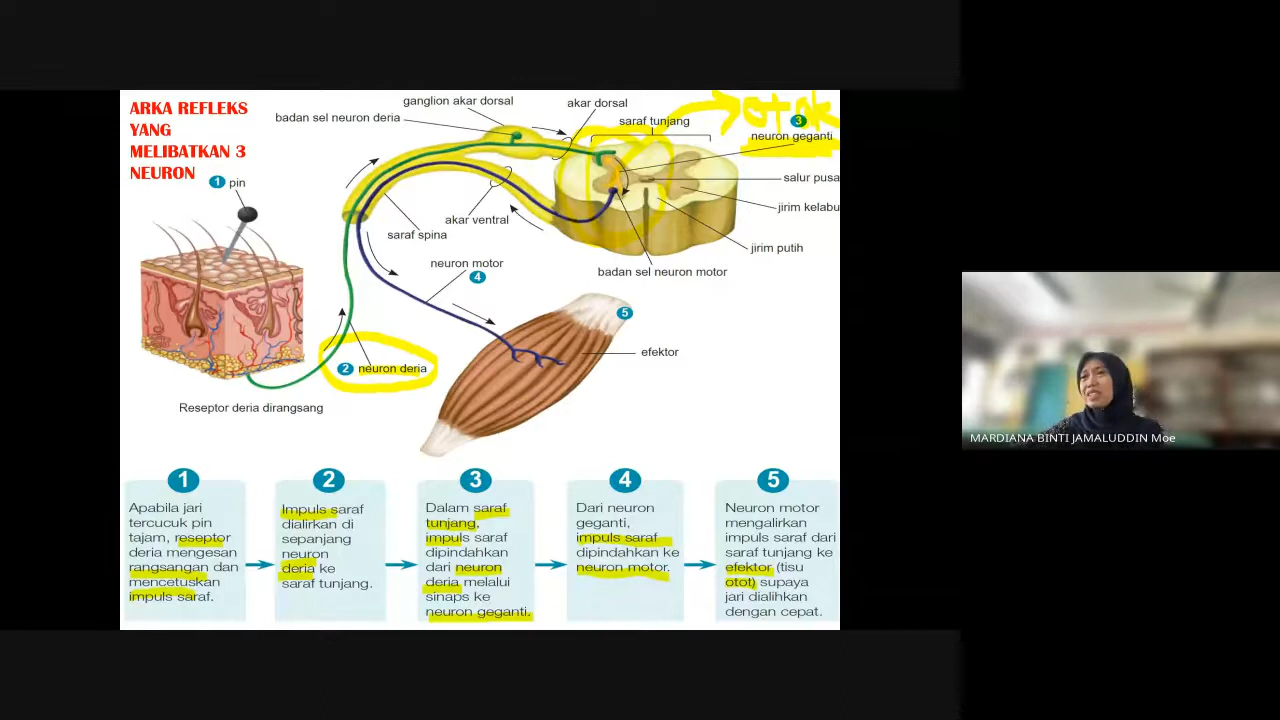 ARKA REFLEKS
YANG
MELIBATKAN 3
NEURON
1 pin
ganglion akar dorsal
badan sel neuron deria
akar dorsal
saraf tunjang
otak
3
neuron geganti
salur pusa
jirim kelabu
jirim putih
akar ventral
saraf spina
badan sel neuron motor
neuron motor
4
5
efektor
2 neuron deria
Reseptor deria dirangsang
MARDIANA BINTI JAMALUDDIN Moe
1
Apabila jari
tercucuk pin
tajam, reseptor
deria mengesan
rangsangan dan
mencetuskan
impuls saraf.
2
Impuls saraf
dialirkan di
sepanjang
neuron
deria ke
saraf tunjang.
3
Dalam saraf
tunjang,
impuls saraf
dipindahkan
dari neuron
deria melalui
sinaps ke
neuron geganti.
4
Dari neuron
geganti,
impuls saraf
dipindahkan ke
neuron motor.
5
Neuron motor
mengalirkan
impuls saraf dari
saraf tunjang ke
efektor (tisu
otot) supaya
jari dialihkan
dengan cepat.